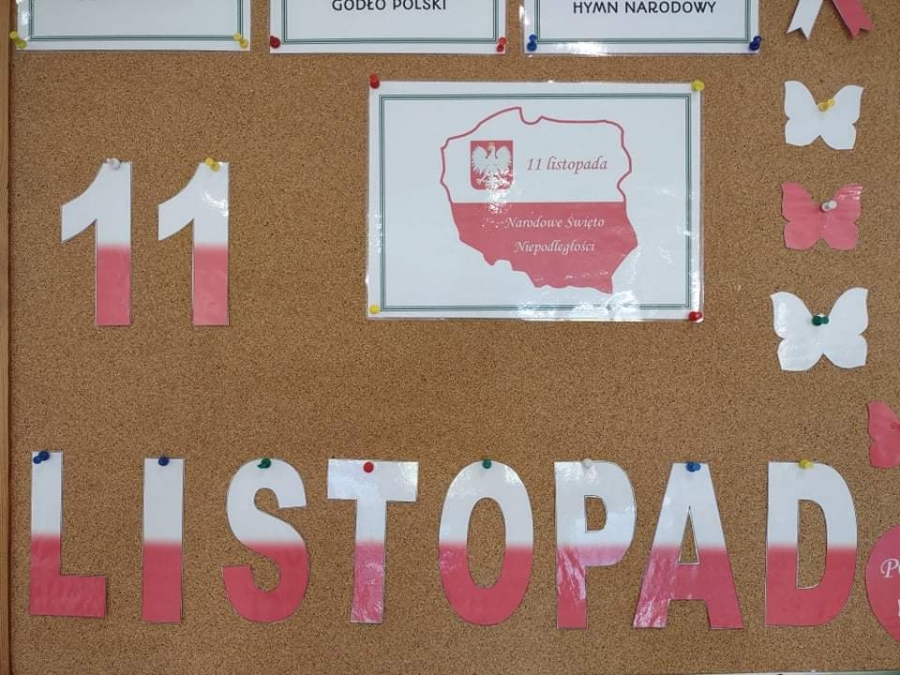 GODŁO POLSKI
HYMN NARODOWY
11 listopada
Narodowe Święto
Niepodległości
11
LISTOPAD